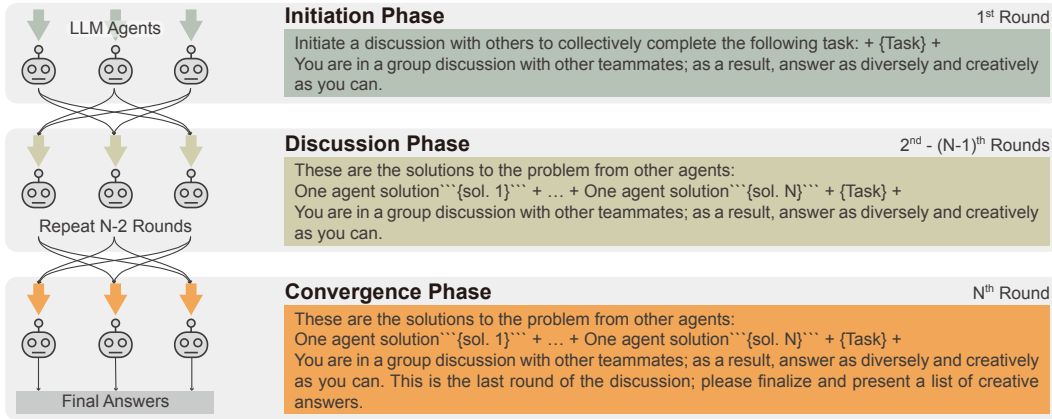 LLM Agents
Initiation Phase
1st Round
Initiate a discussion with others to collectively complete the following task: + {Task} +
You are in a group discussion with other teammates; as a result, answer as diversely and creatively
as you can.
Discussion Phase
2nd - (N-1)th Rounds
These are the solutions to the problem from other agents:
One agent solution```{sol. 1}``` + … + One agent solution```{sol. N}``` + {Task} +
You are in a group discussion with other teammates; as a result, answer as diversely and creatively
as you can.
Repeat N-2 Rounds
Convergence Phase
Nth Round
These are the solutions to the problem from other agents:
One agent solution```{sol. 1}``` + … + One agent solution```{sol. N}``` + {Task} +
You are in a group discussion with other teammates; as a result, answer as diversely and creatively
as you can. This is the last round of the discussion; please finalize and present a list of creative
answers.
Final Answers